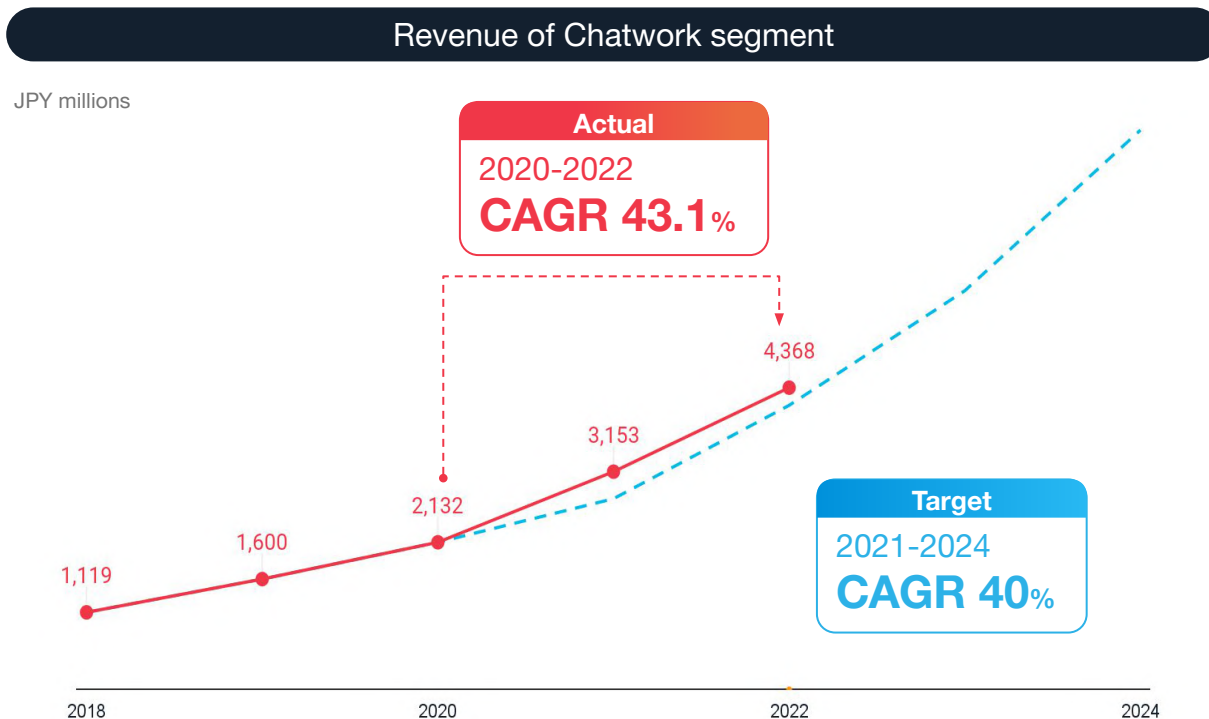 Revenue of Chatwork segment
JPY millions
Actual
2020-2022
CAGR 43.1%
4,368
3,153
2,132
1,600
1,119
Target
2021-2024
CAGR 40%
2018
2020
2022
2024